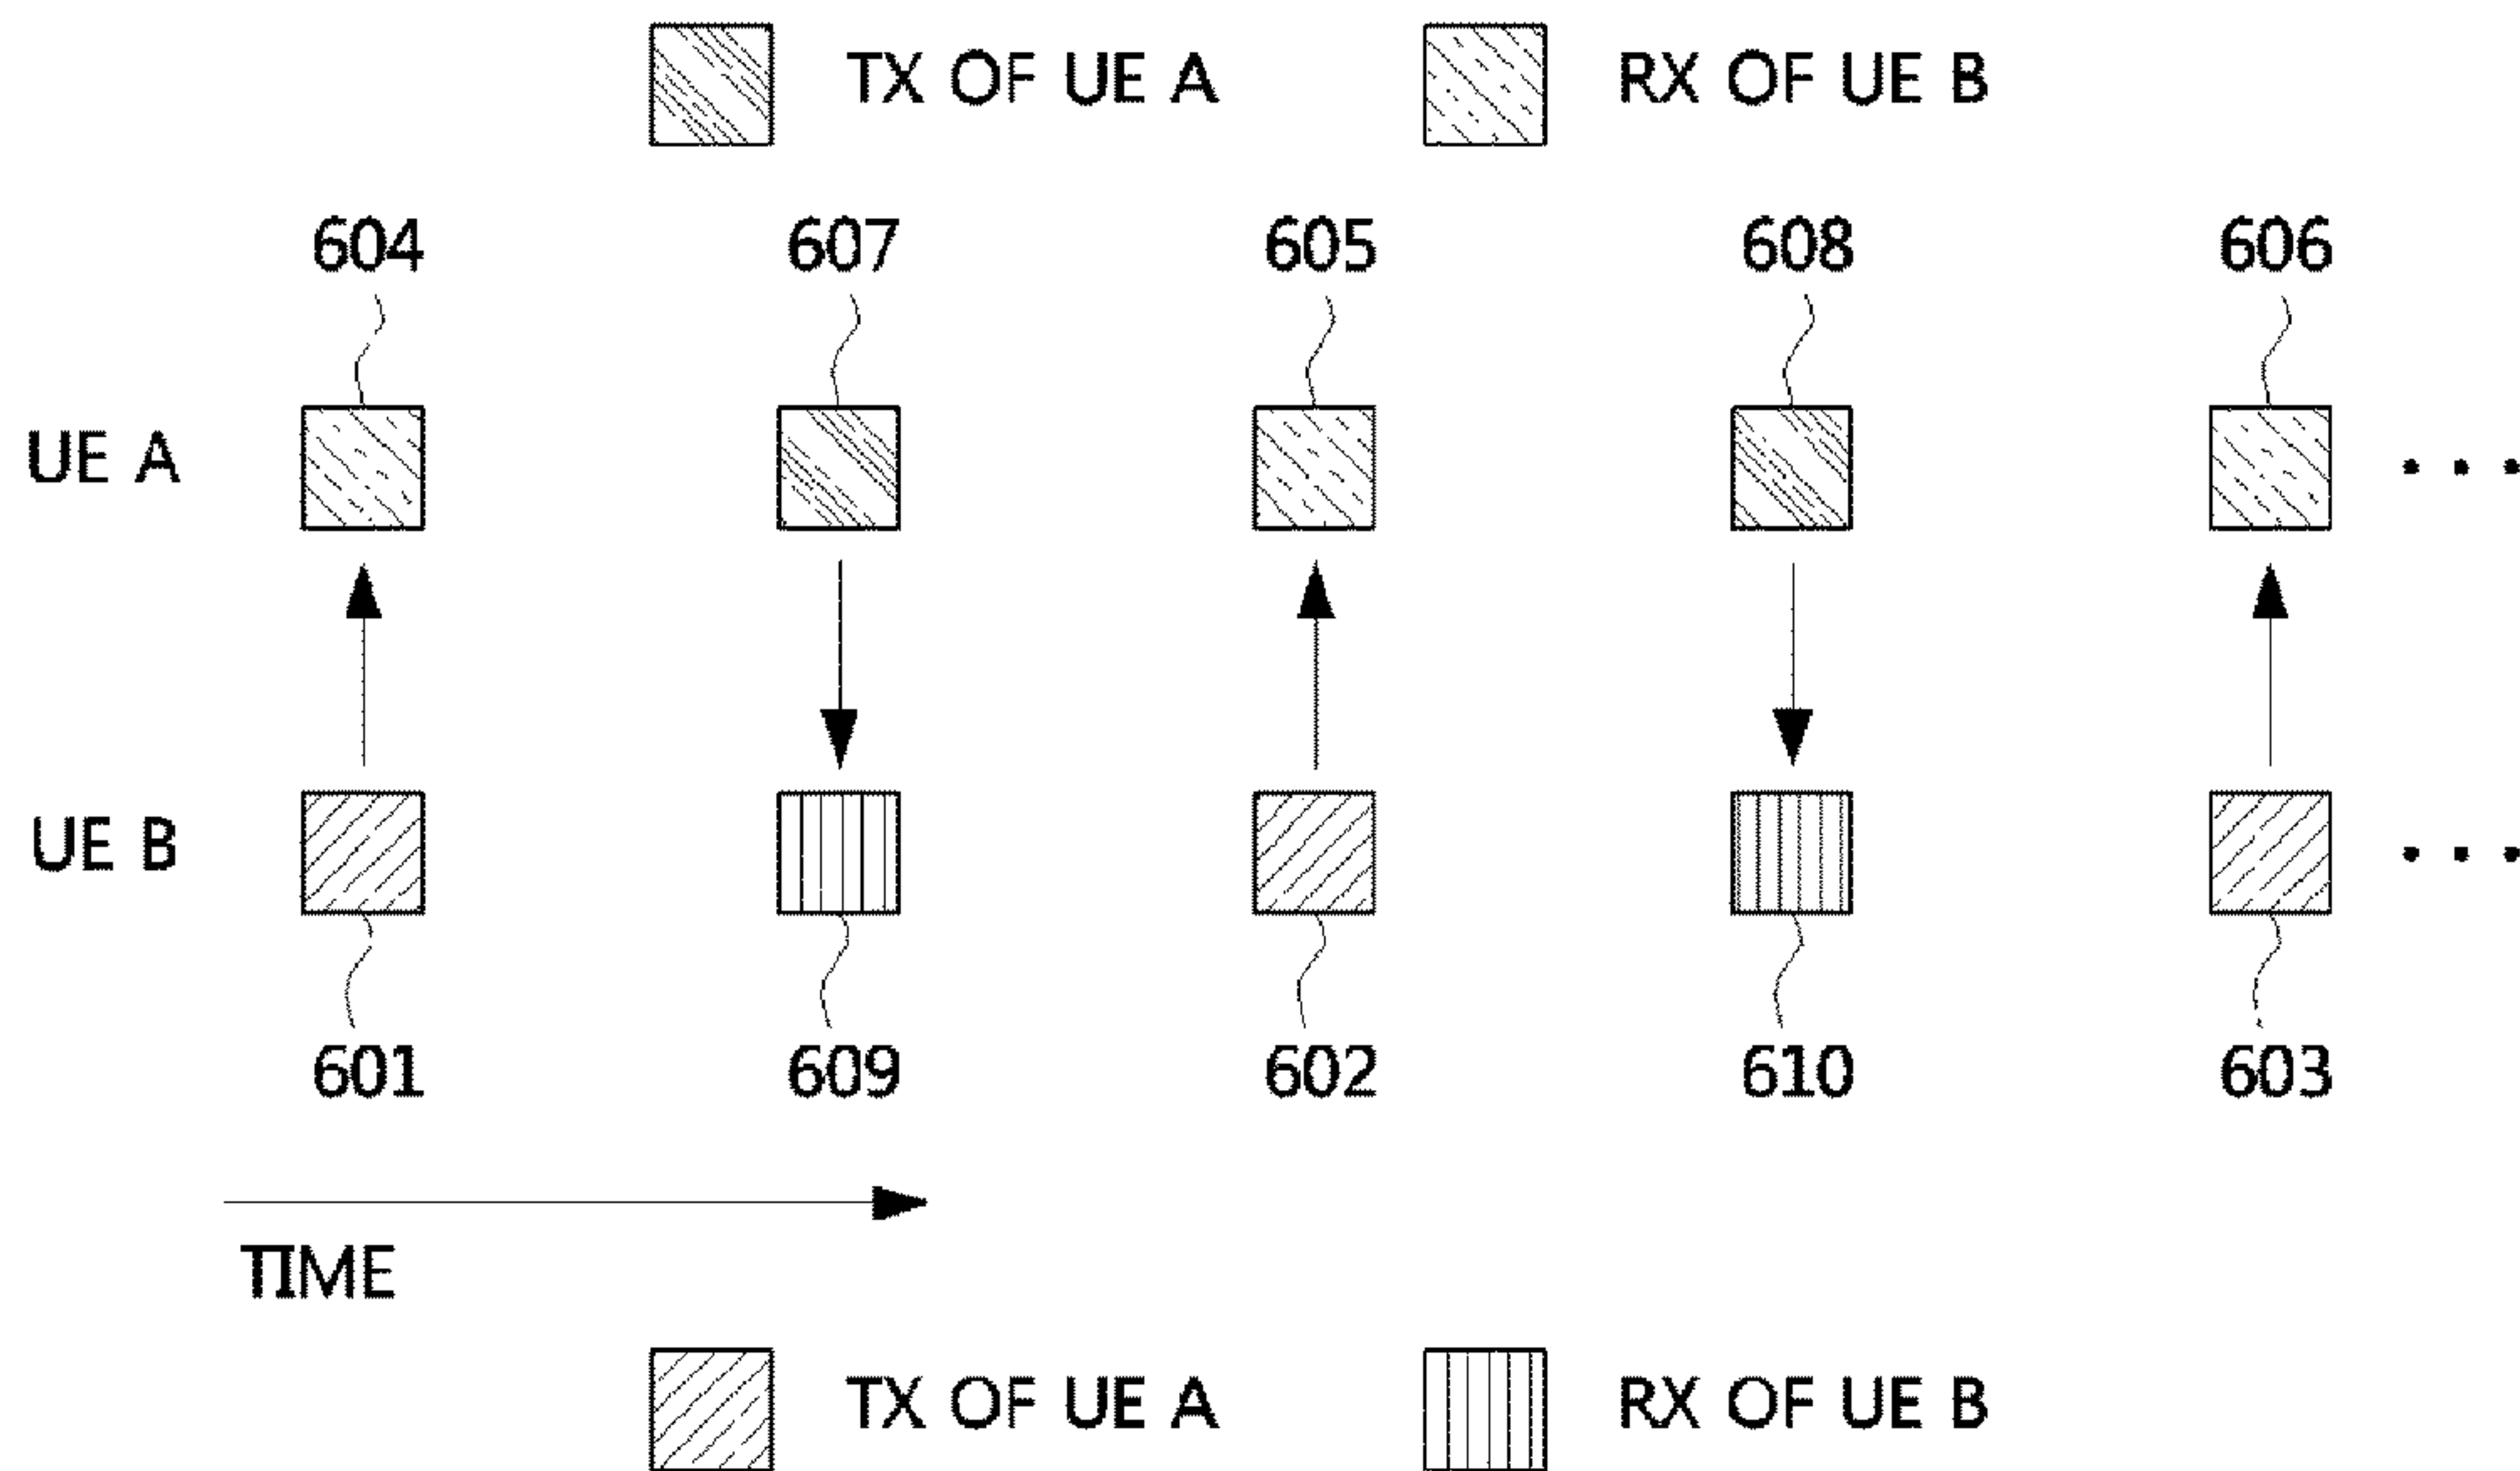 TX OF UE A RX OF UE B
604 607 605 608 606
UE A ...
UE B ...
601 609 602 610 603
TIME
TX OF UE A RX OF UE B